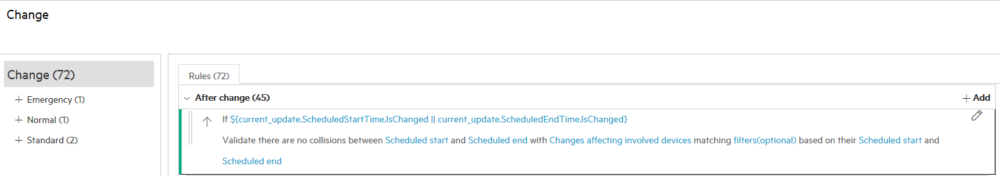 Change
Change (72)
+ Emergency (1)
+ Normal (1)
+ Standard (2)
Rules (72)
After change (45)
+ Add
If ${current_update.ScheduledStartTime.IsChanged || current_update.ScheduledEndTime.IsChanged}
Validate there are no collisions between Scheduled start and Scheduled end with Changes affecting involved devices matching filters(optional) based on their Scheduled start and
Scheduled end